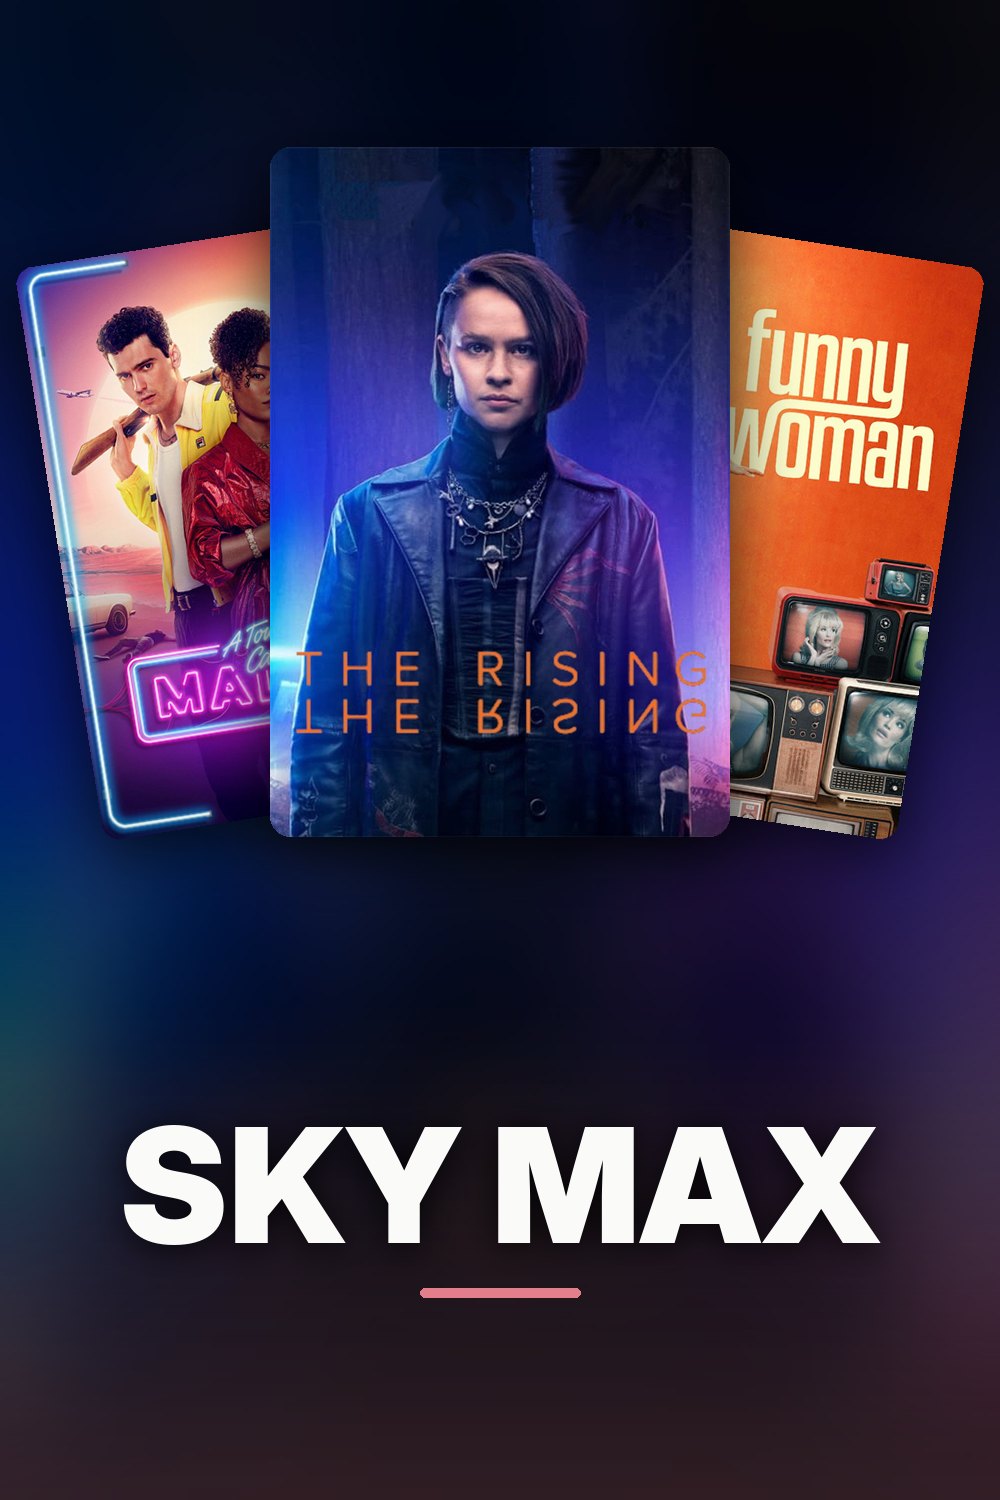 funny
woman
A
THE RISING
THE RISING
SKY MAX